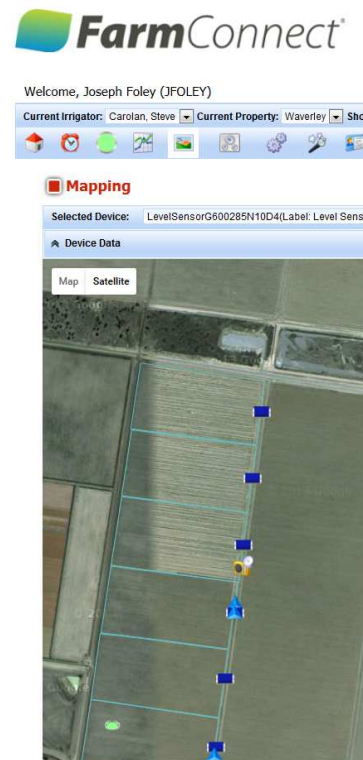 FarmConnect
Welcome, Joseph Foley (JFOLEY)
Current Irrigator: Carolan, Steve Current Property: Waverley Sho
Mapping
Selected Device: LevelSensorG600285N10D4(Label: Level Sens
Device Data
Map Satellite